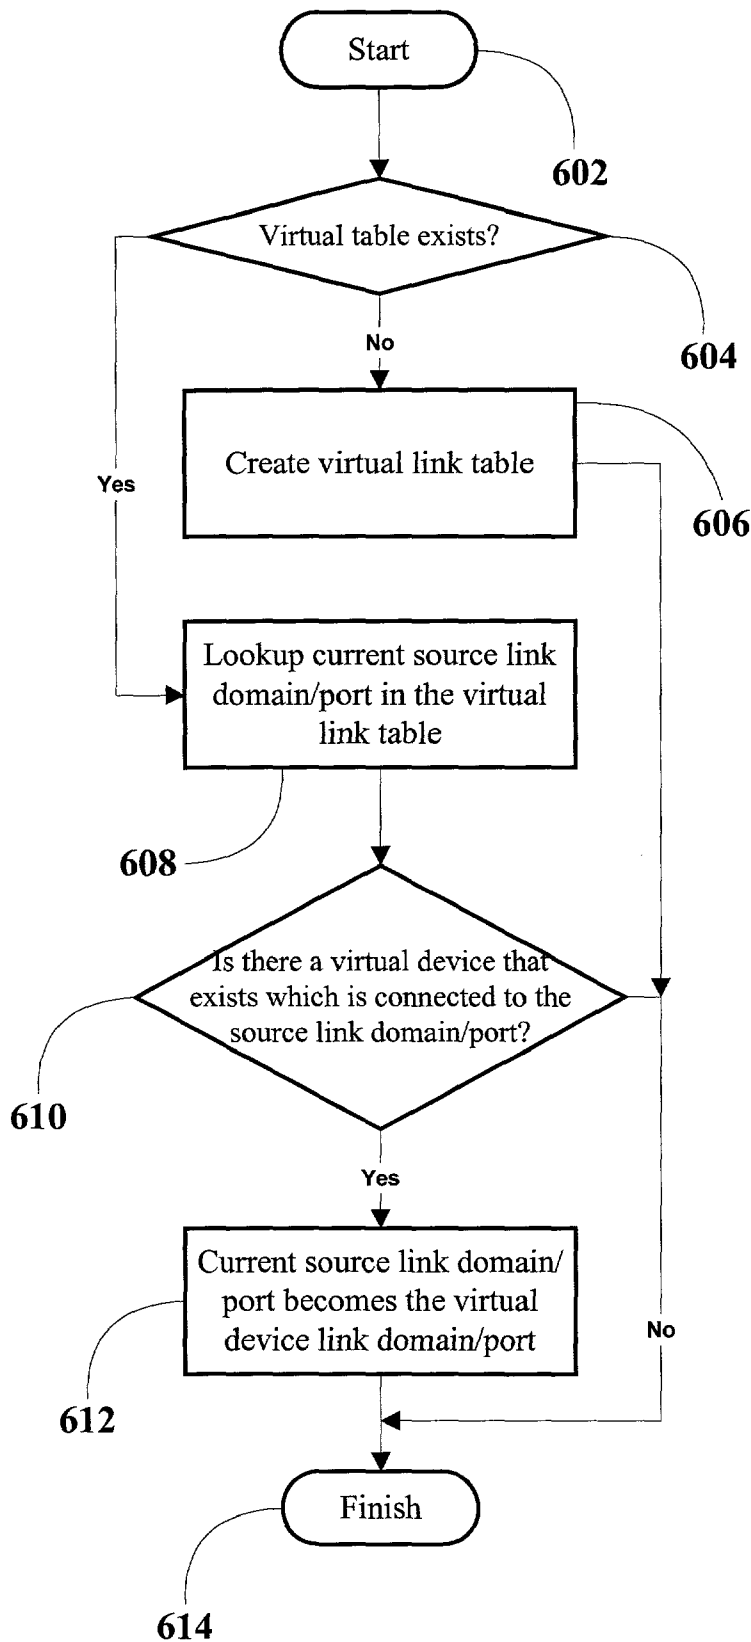 Start
602
Virtual table exists?
604
No
Create virtual link table
606
Yes
Lookup current source link
domain/port in the virtual
link table
608
Is there a virtual device that
exists which is connected to the
source link domain/port?
610
Yes
Current source link domain/
port becomes the virtual
device link domain/port
No
612
Finish
614